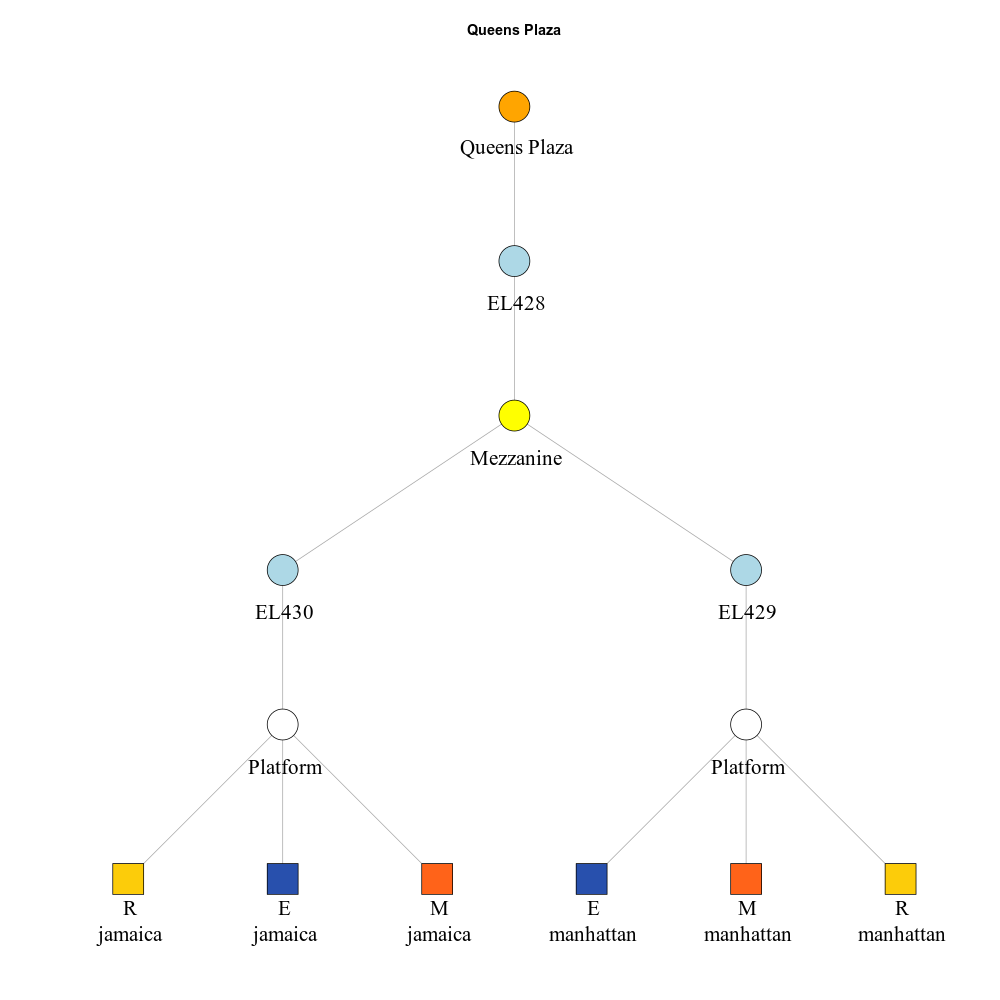 Queens Plaza
Queens Plaza
EL428
Mezzanine
EL430
EL429
Platform
Platform
R
jamaica
E
jamaica
M
jamaica
E
manhattan
M
manhattan
R
manhattan